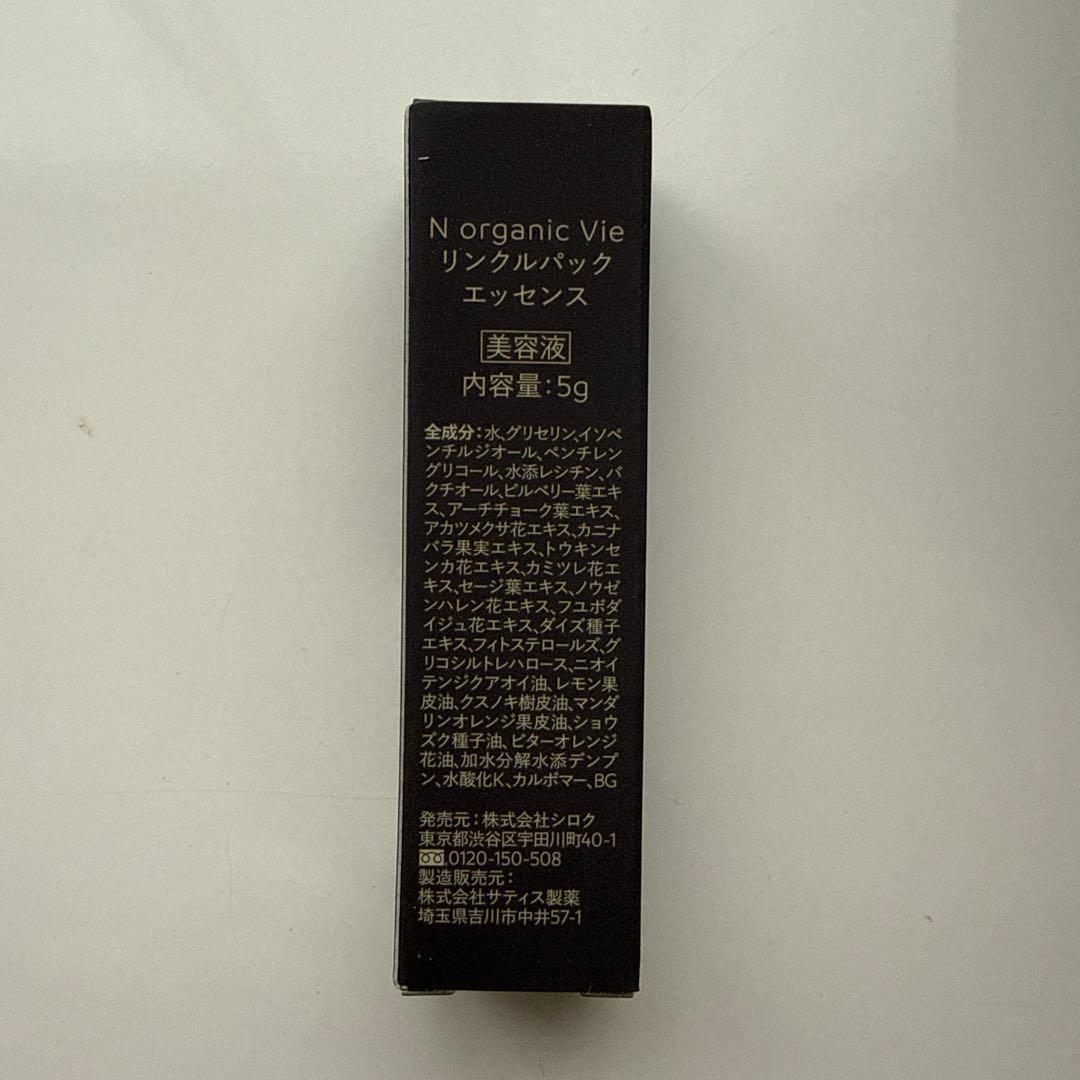 N organic Vie
リンクルパック
エッセンス
美容液
内容量:5g
全成分:水、グリセリン、イソペ
ンチルジオール、ペンチレン
グリコール、水添レシチン、バ
クチオール、ビルベリー葉エキ
ス、アーチチョーク葉エキス、
アカツメクサ花エキス、カニナ
バラ果実エキス、トウキンセ
ンカ花エキス、カミツレ花エ
キス、セージ葉エキス、ノウゼ
ンハレン花エキス、フユボダ
イジュ花エキス、ダイズ種子
エキス、フィトステロールズ、グ
リコシルトレハロース、ニオイ
テンジクアオイ油、レモン果
皮油、クスノキ樹皮油、マンダ
リンオレンジ果皮油、ショウ
ズク種子油、ビターオレンジ
花油、加水分解水添デンプ
ン、水酸化K、カルボマー、BG
発売元:株式会社シロク
東京都渋谷区宇田川町40-1
0120-150-508
製造販売元:
株式会社サティス製薬
埼玉県吉川市中井57-1